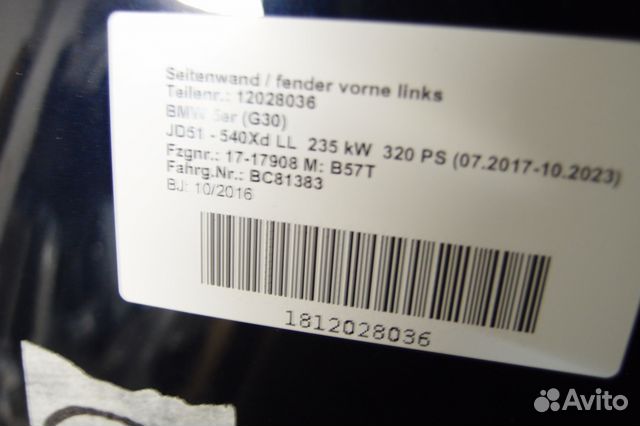 Seitenwand / fender vorne links
Teilenr.: 12028036
BMW 5er (G30)
JD51 - 540Xd LL 235 kW 320 PS (07.2017-10.2023)
Fzgnr.: 17-17908 M: B57T
Fahrg.Nr.: BC81383
BJ: 10/2016
1812028036
Avito